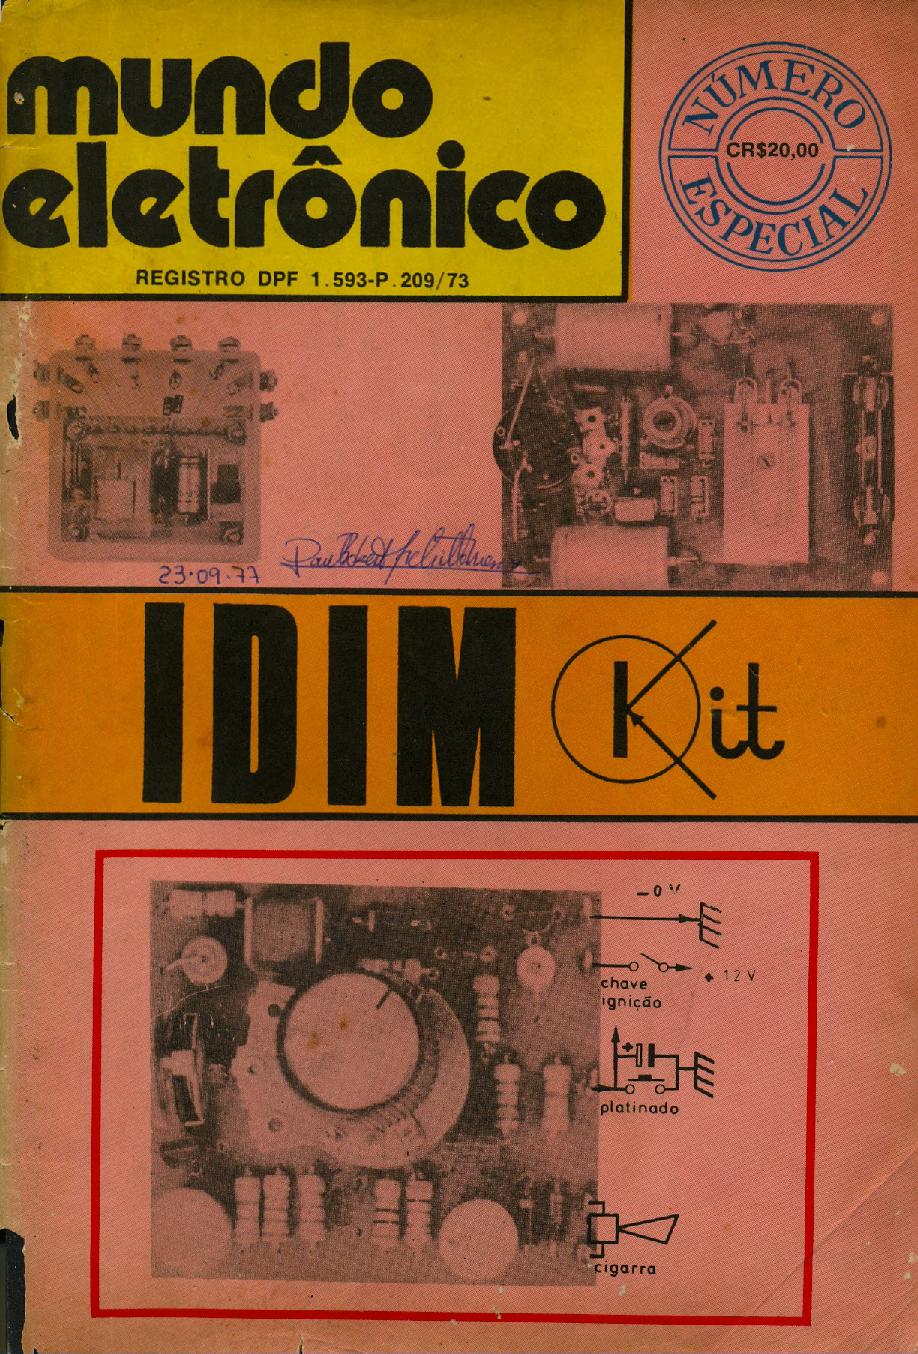 mundo
eletrônico
REGISTRO DPF 1.593-P. 209/73
NÚMERO
CR$20,00
ESPECIAL
23·09·77
IDIM Kit
-0 V
+ 12 V
chave
ignição
+
platinado
cigarra